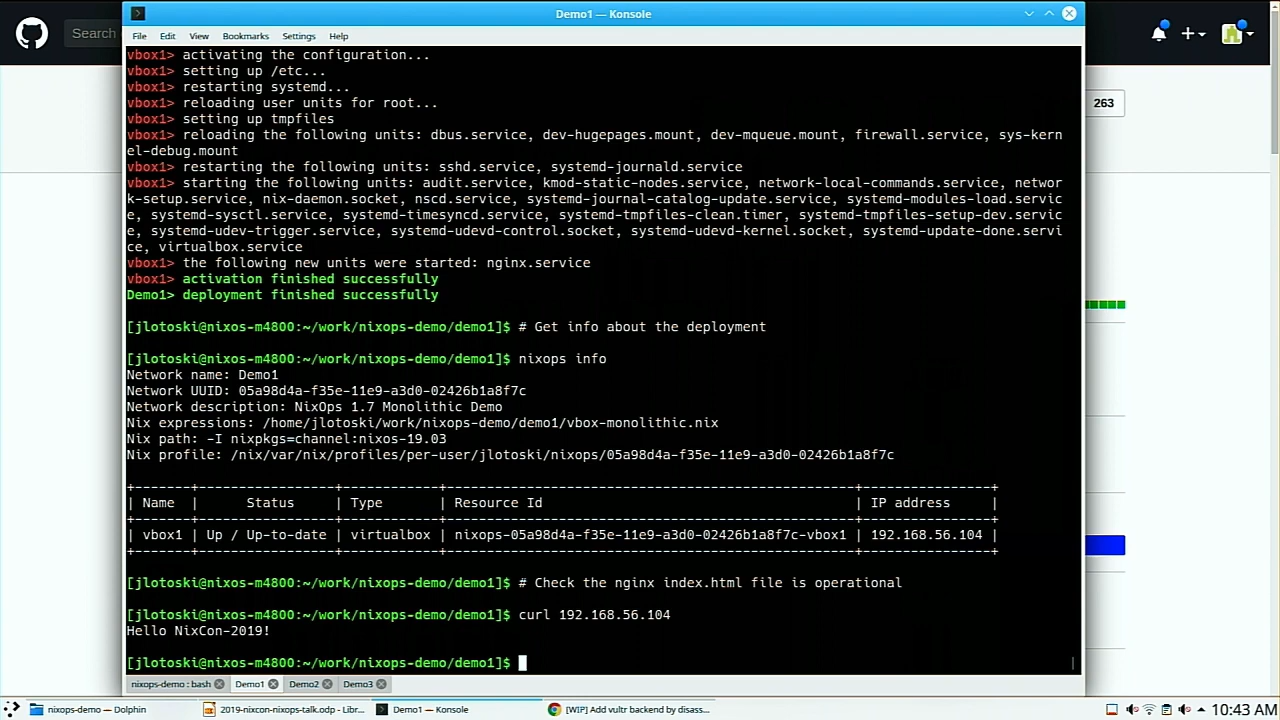 Demo1 — Konsole
Search
File Edit View Bookmarks Settings Help
263
vbox1> activating the configuration...
vbox1> setting up /etc...
vbox1> restarting systemd...
vbox1> reloading user units for root...
vbox1> setting up tmpfiles
vbox1> reloading the following units: dbus.service, dev-hugepages.mount, dev-mqueue.mount, firewall.service, sys-kern
el-debug.mount
vbox1> restarting the following units: sshd.service, systemd-journald.service
vbox1> starting the following units: audit.service, kmod-static-nodes.service, network-local-commands.service, networ
k-setup.service, nix-daemon.socket, nscd.service, systemd-journal-catalog-update.service, systemd-modules-load.servic
e, systemd-sysctl.service, systemd-timesyncd.service, systemd-tmpfiles-clean.timer, systemd-tmpfiles-setup-dev.servic
e, systemd-udev-trigger.service, systemd-udevd-control.socket, systemd-udevd-kernel.socket, systemd-update-done.servi
ce, virtualbox.service
vbox1> the following new units were started: nginx.service
vbox1> activation finished successfully
Demo1> deployment finished successfully
[jlotoski@nixos-m4800:~/work/nixops-demo/demo1]$ # Get info about the deployment
[jlotoski@nixos-m4800:~/work/nixops-demo/demo1]$ nixops info
Network name: Demo1
Network UUID: 05a98d4a-f35e-11e9-a3d0-02426b1a8f7c
Network description: NixOps 1.7 Monolithic Demo
Nix expressions: /home/jlotoski/work/nixops-demo/demo1/vbox-monolithic.nix
Nix path: -I nixpkgs=channel:nixos-19.03
Nix profile: /nix/var/nix/profiles/per-user/jlotoski/nixops/05a98d4a-f35e-11e9-a3d0-02426b1a8f7c
+-------+-----------------+------------+---------------------------------------------------+----------------+
| Name | Status | Type | Resource Id | IP address |
+-------+-----------------+------------+---------------------------------------------------+----------------+
| vbox1 | Up / Up-to-date | virtualbox | nixops-05a98d4a-f35e-11e9-a3d0-02426b1a8f7c-vbox1 | 192.168.56.104 |
+-------+-----------------+------------+---------------------------------------------------+----------------+
[jlotoski@nixos-m4800:~/work/nixops-demo/demo1]$ # Check the nginx index.html file is operational
[jlotoski@nixos-m4800:~/work/nixops-demo/demo1]$ curl 192.168.56.104
Hello NixCon-2019!
[jlotoski@nixos-m4800:~/work/nixops-demo/demo1]$
nixops-demo : bash Demo1 Demo2 Demo3
nixops-demo — Dolphin 2019-nixcon-nixops-talk.odp - Libr... Demo1 — Konsole [WIP] Add vultr backend by disass... 10:43 AM